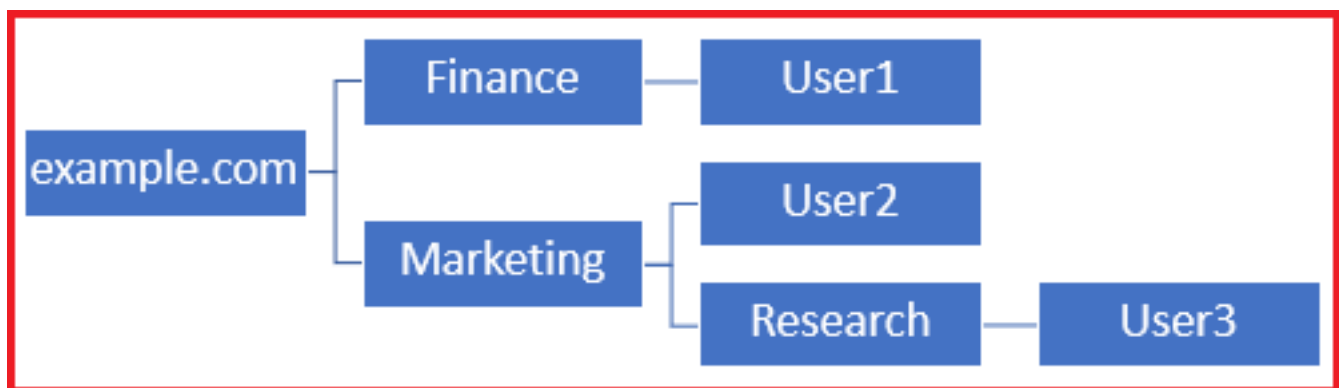 Finance
User1
example.com
User2
Marketing
Research
User3